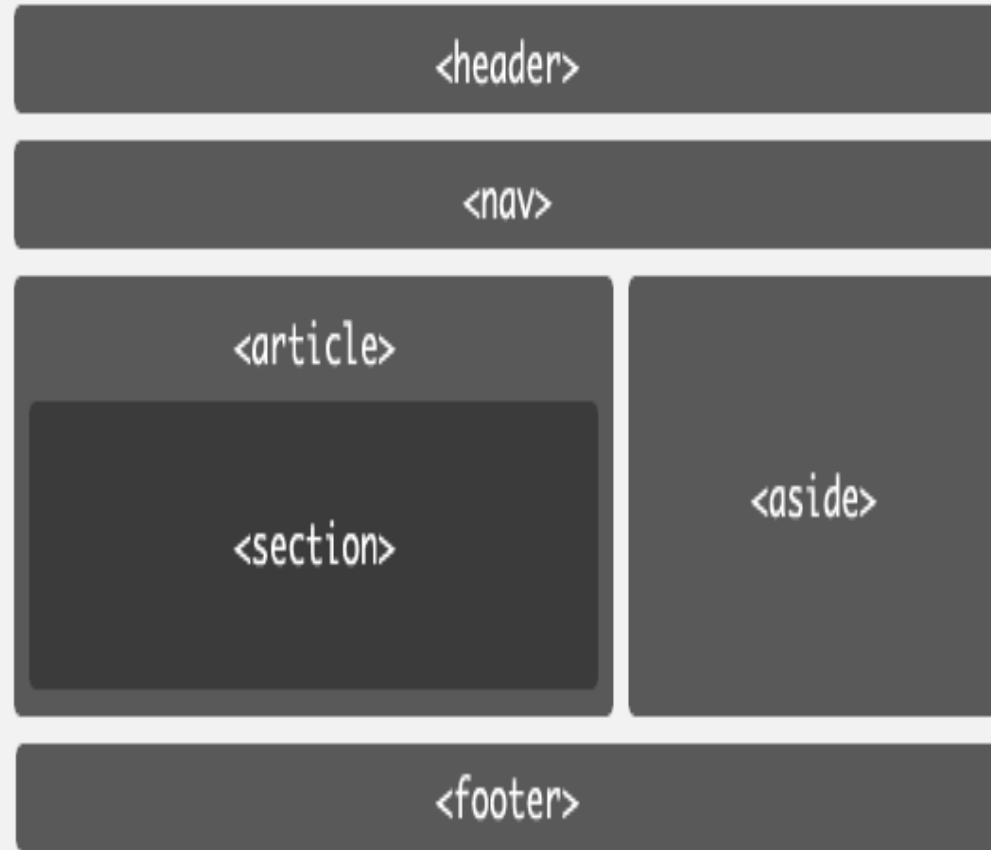 <header>
<nav>
<article>
<section>
<aside>
<footer>